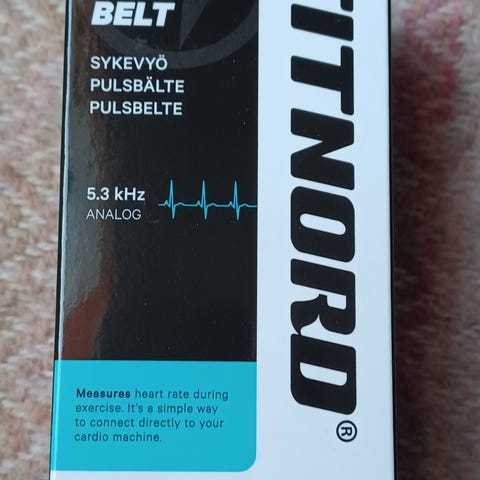 BELT
SYKEVYÖ
PULSBÄLTE
PULSBELTE
5.3 kHz
ANALOG
Measures heart rate during
exercise. It's a simple way
to connect directly to your
cardio machine.
FITNORD®